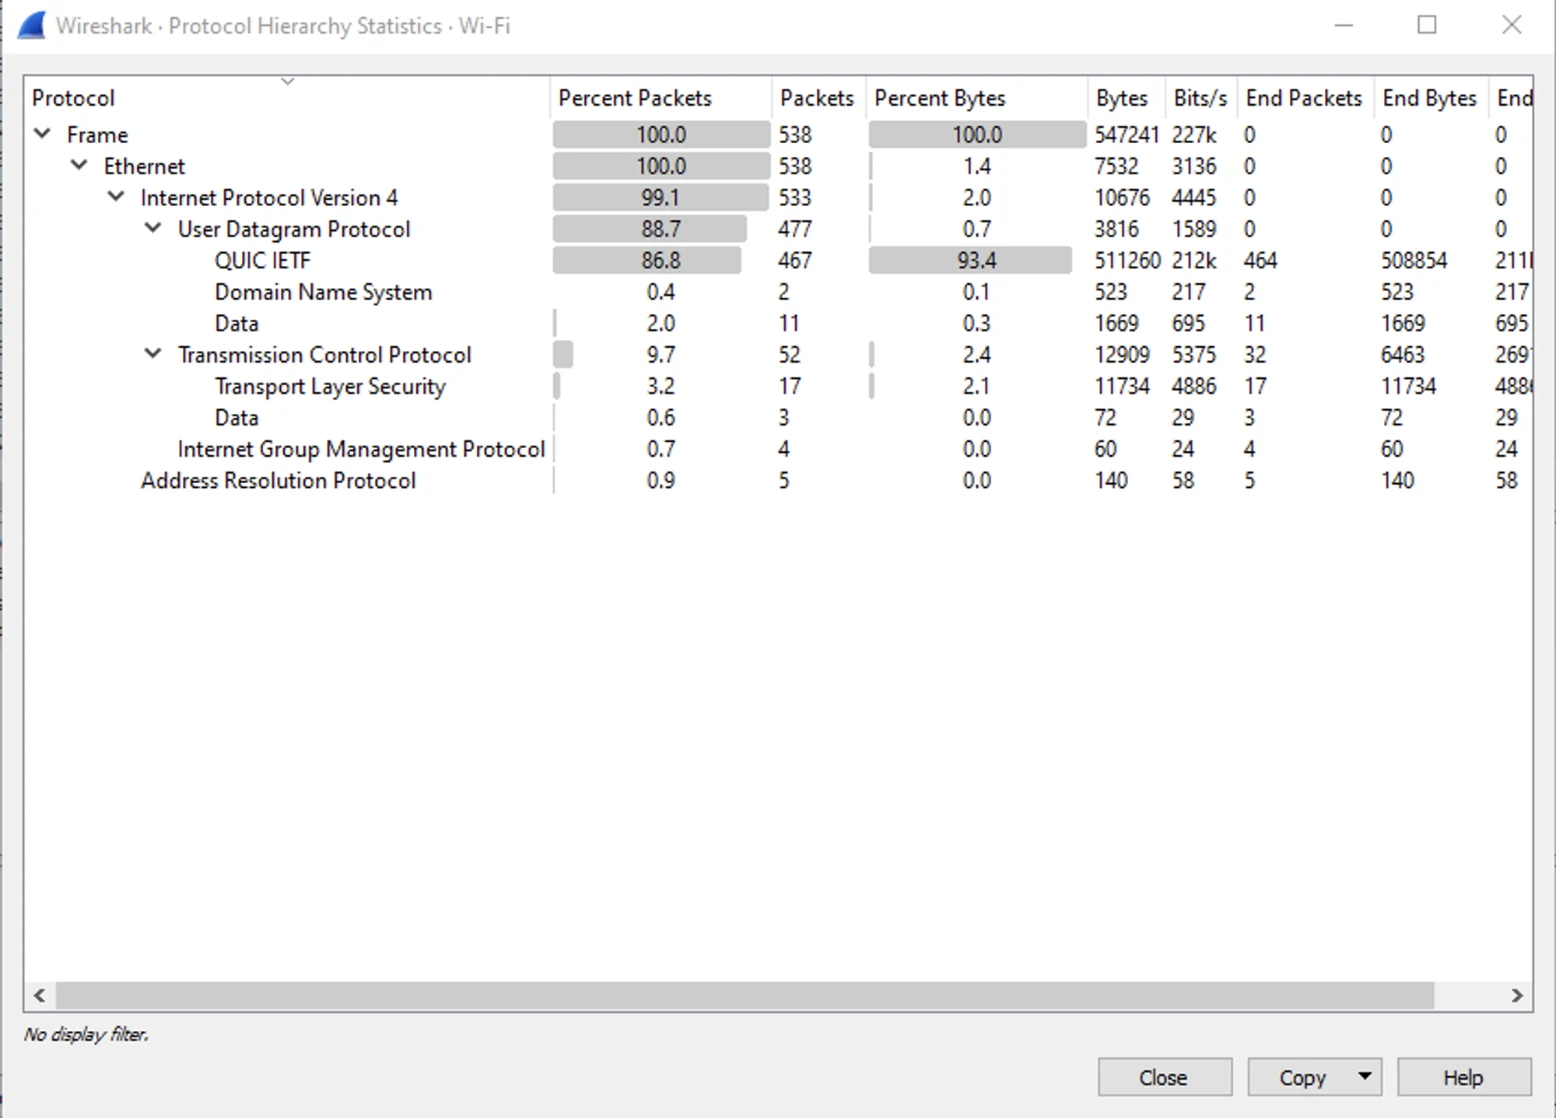 Wireshark · Protocol Hierarchy Statistics · Wi-Fi
Protocol Percent Packets Packets Percent Bytes Bytes Bits/s End Packets End Bytes End
Frame 100.0 538 100.0 547241 227k 0 0 0
Ethernet 100.0 538 1.4 7532 3136 0 0 0
Internet Protocol Version 4 99.1 533 2.0 10676 4445 0 0 0
User Datagram Protocol 88.7 477 0.7 3816 1589 0 0 0
QUIC IETF 86.8 467 93.4 511260 212k 464 508854 211
Domain Name System 0.4 2 0.1 523 217 2 523 217
Data 2.0 11 0.3 1669 695 11 1669 695
Transmission Control Protocol 9.7 52 2.4 12909 5375 32 6463 269
Transport Layer Security 3.2 17 2.1 11734 4886 17 11734 488
Data 0.6 3 0.0 72 29 3 72 29
Internet Group Management Protocol 0.7 4 0.0 60 24 4 60 24
Address Resolution Protocol 0.9 5 0.0 140 58 5 140 58
No display filter.
Close Copy Help